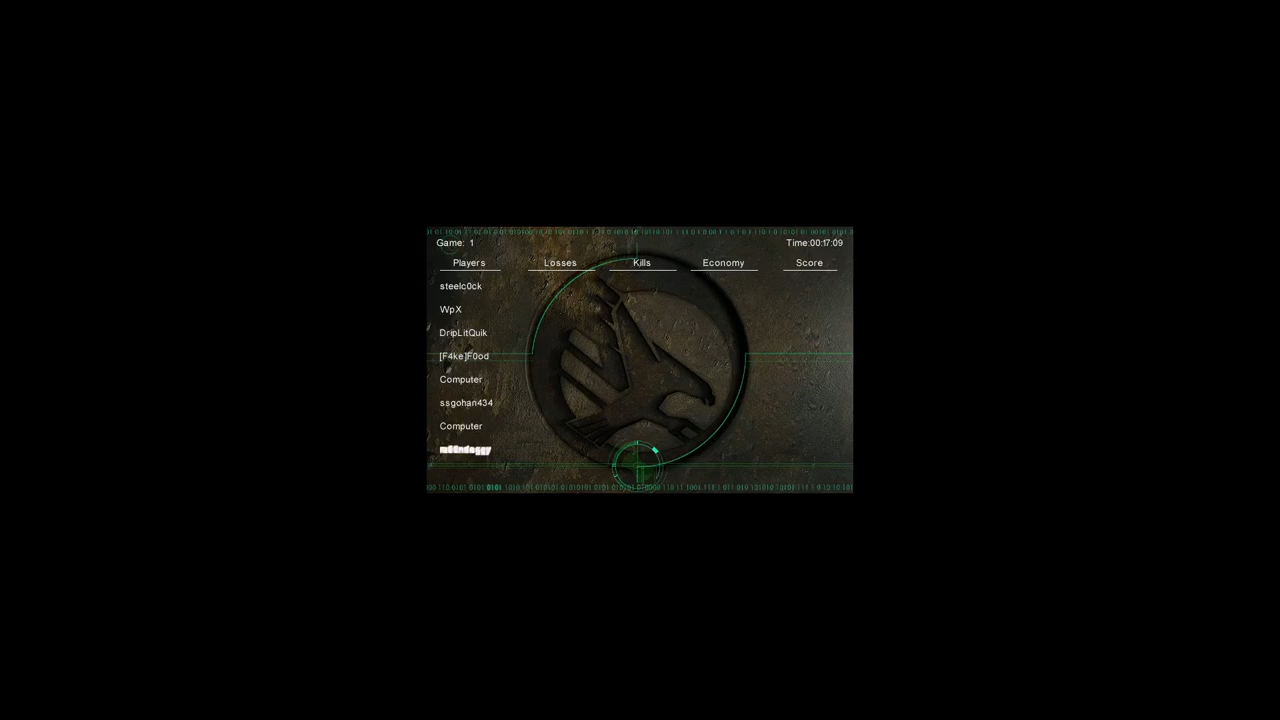 Game: 1 Time:00:17:09
Players Losses Kills Economy Score
steelc0ck
WpX
DripLitQuik
[F4ke]F0od
Computer
ssgohan434
Computer